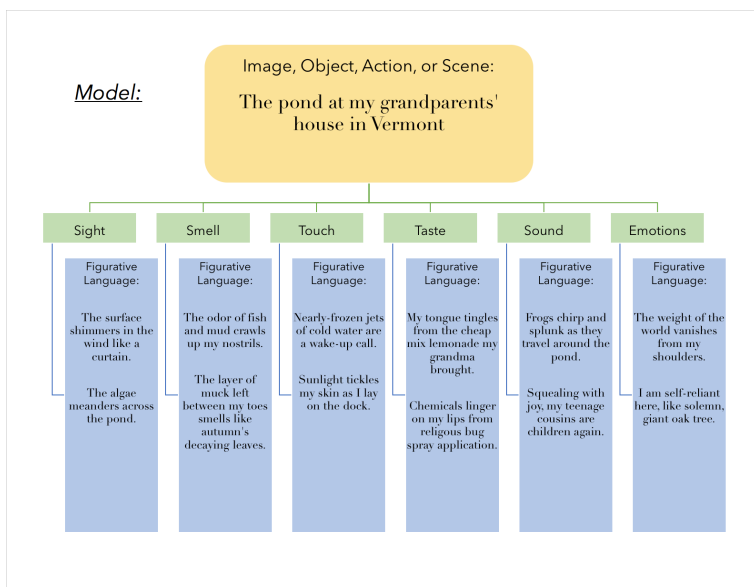 Model:
Image, Object, Action, or Scene:
The pond at my grandparents'
house in Vermont
Sight
Smell
Touch
Taste
Sound
Emotions
Figurative
Language:
The surface
shimmers in the
wind like a
curtain.
The algae
meanders across
the pond.
Figurative
Language:
The odor of fish
and mud crawls
up my nostrils.
The layer of
muck left
between my toes
smells like
autumn's
decaying leaves.
Figurative
Language:
Nearly-frozen jets
of cold water are
a wake-up call.
Sunlight tickles
my skin as I lay
on the dock.
Figurative
Language:
My tongue tingles
from the cheap
mix lemonade my
grandma
brought.
Chemicals linger
on my lips from
religous bug
spray application.
Figurative
Language:
Frogs chirp and
splunk as they
travel around the
pond.
Squealing with
joy, my teenage
cousins are
children again.
Figurative
Language:
The weight of the
world vanishes
from my
shoulders.
I am self-reliant
here, like solemn,
giant oak tree.